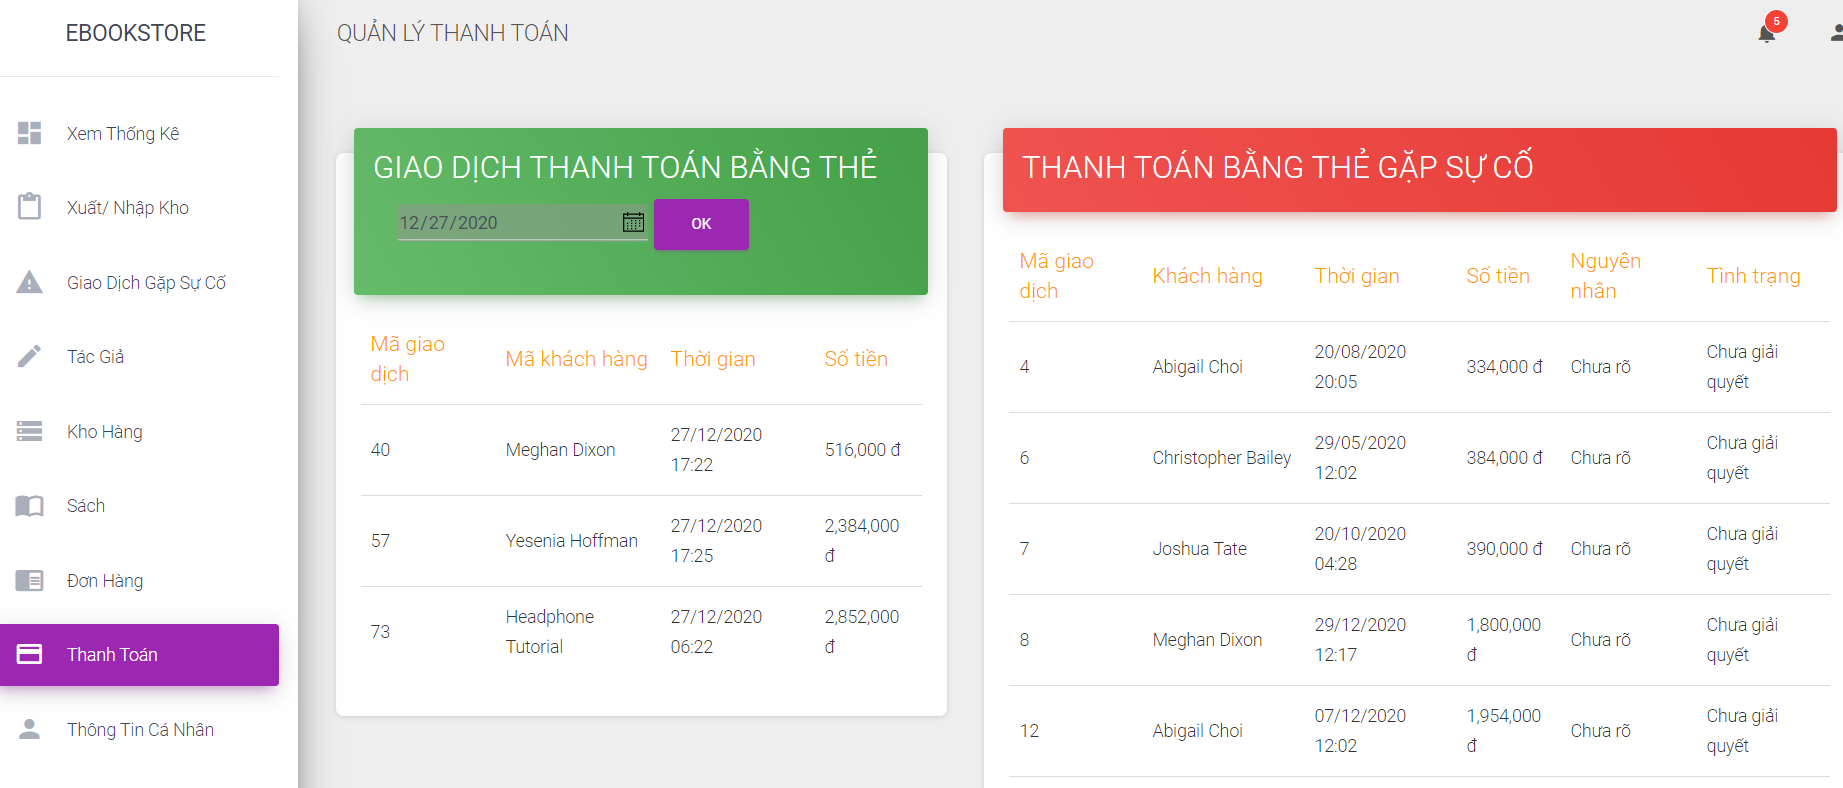 EBOOKSTORE
Xem Thống Kê
Xuất/ Nhập Kho
Giao Dịch Gặp Sự Cố
Tác Giả
Kho Hàng
Sách
Đơn Hàng
Thanh Toán
Thông Tin Cá Nhân
QUẢN LÝ THANH TOÁN
5
GIAO DỊCH THANH TOÁN BẰNG THẺ
12/27/2020
OK
Mã giao
dịch
Mã khách hàng
Thời gian
Số tiền
40
Meghan Dixon
27/12/2020
17:22
516,000 đ
57
Yesenia Hoffman
27/12/2020
17:25
2,384,000
đ
73
Headphone
Tutorial
27/12/2020
06:22
2,852,000
đ
THANH TOÁN BẰNG THẺ GẶP SỰ CỐ
Mã giao
dịch
Khách hàng
Thời gian
Số tiền
Nguyên
nhân
Tình trạng
4
Abigail Choi
20/08/2020
20:05
334,000 đ
Chưa rõ
Chưa giải
quyết
6
Christopher Bailey
29/05/2020
12:02
384,000 đ
Chưa rõ
Chưa giải
quyết
7
Joshua Tate
20/10/2020
04:28
390,000 đ
Chưa rõ
Chưa giải
quyết
8
Meghan Dixon
29/12/2020
12:17
1,800,000
đ
Chưa rõ
Chưa giải
quyết
12
Abigail Choi
07/12/2020
12:02
1,954,000
đ
Chưa rõ
Chưa giải
quyết